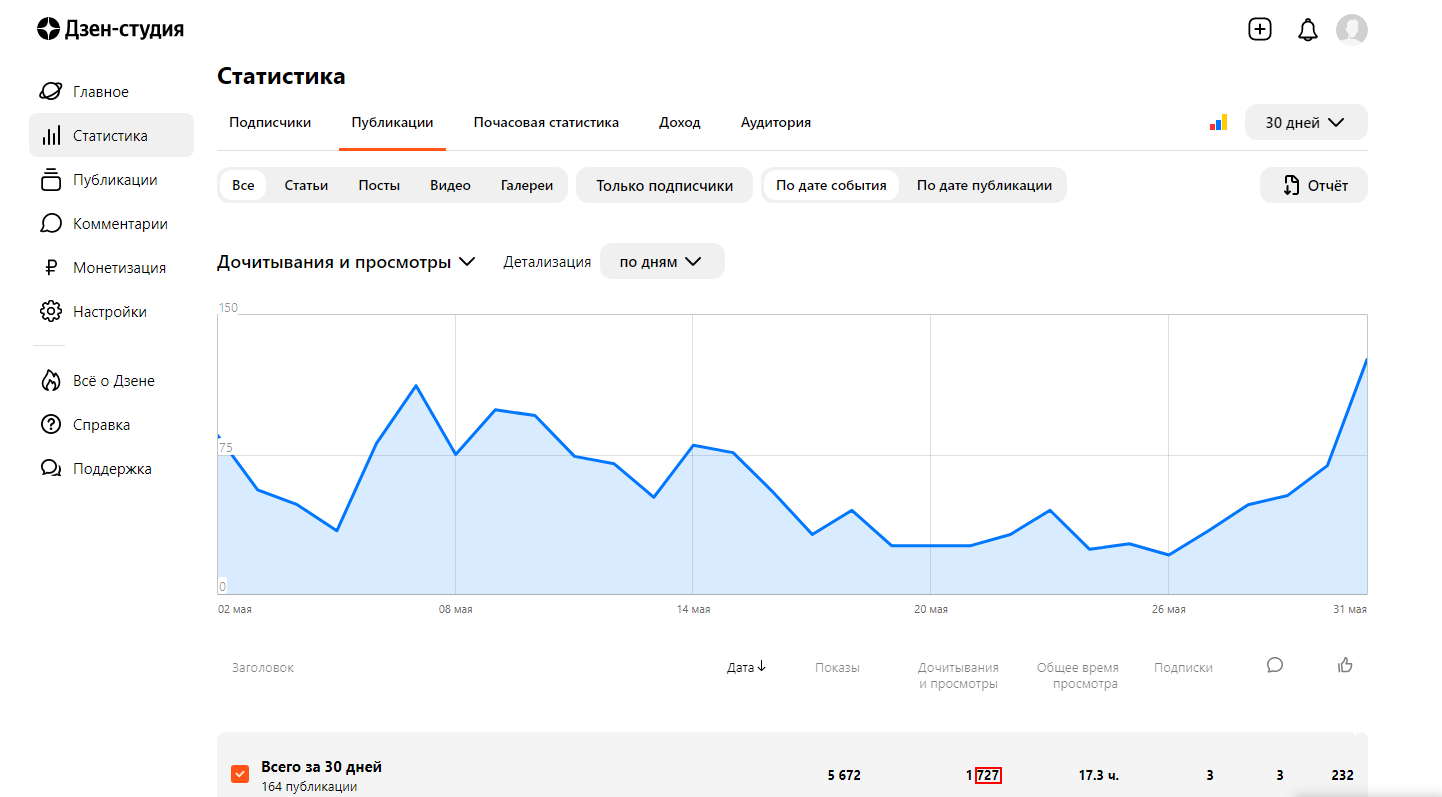 Дзен-студия
Статистика
Главное
Статистика
Публикации
Комментарии
Монетизация
Настройки
Всё о Дзене
Справка
Поддержка
Подписчики Публикации Почасовая статистика Доход Аудитория 30 дней
Все Статьи Посты Видео Галереи Только подписчики По дате события По дате публикации Отчёт
Дочитывания и просмотры Детализация по дням
150
75
0
02 мая 08 мая 14 мая 20 мая 26 мая 31 мая
Заголовок Дата Показы Дочитывания и просмотры Общее время просмотра Подписки
Всего за 30 дней 5 672 1 727 17.3 ч. 3 3 232
164 публикации